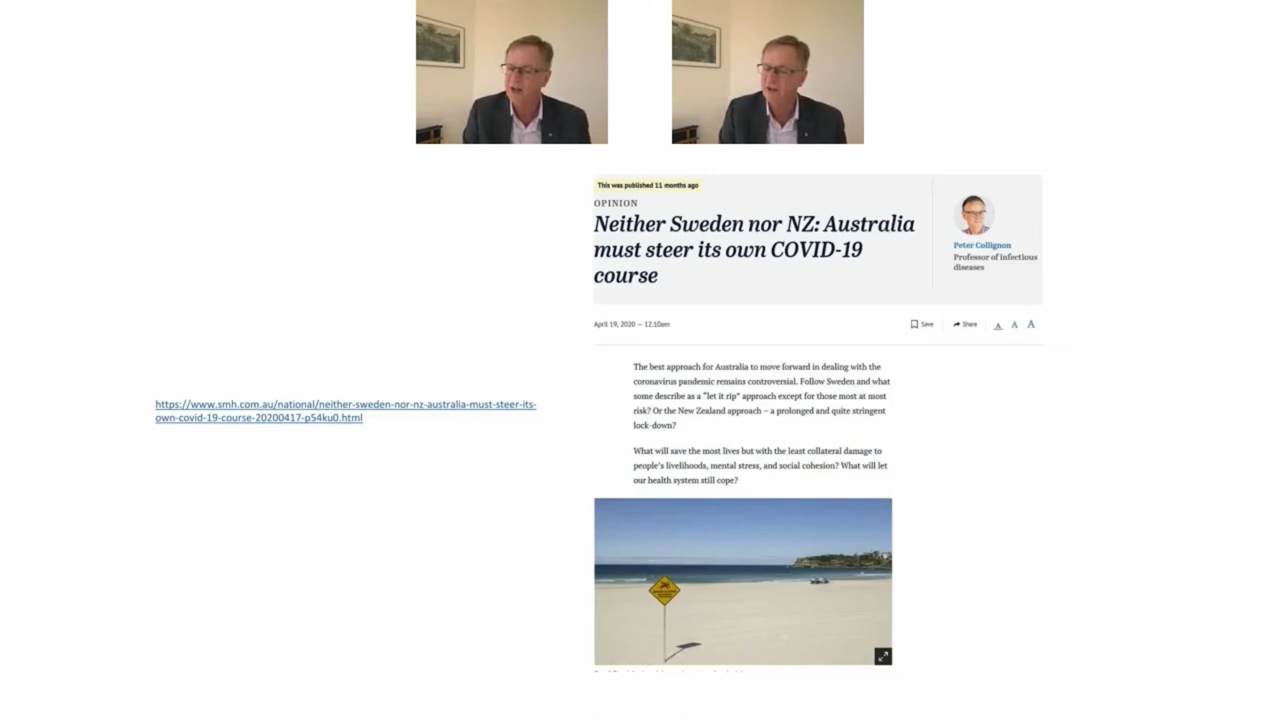 This was published 11 months ago
OPINION
Neither Sweden nor NZ: Australia
must steer its own COVID-19
course
Peter Collignon
Professor of infectious
diseases
April 19, 2020 — 12.10am
Save
Share
A
A
A
The best approach for Australia to move forward in dealing with the
coronavirus pandemic remains controversial. Follow Sweden and what
some describe as a "let it rip" approach except for those most at most
risk? Or the New Zealand approach – a prolonged and quite stringent
lock-down?
What will save the most lives but with the least collateral damage to
people's livelihoods, mental stress, and social cohesion? What will let
our health system still cope?
https://www.smh.com.au/national/neither-sweden-nor-nz-australia-must-steer-its-
own-covid-19-course-20200417-p54ku0.html